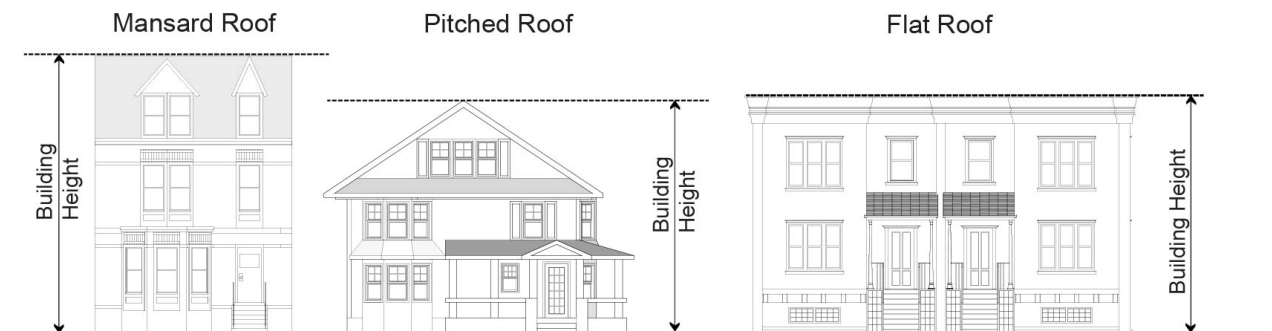 Mansard Roof
Pitched Roof
Flat Roof
Building
Height
Building
Height
Building Height